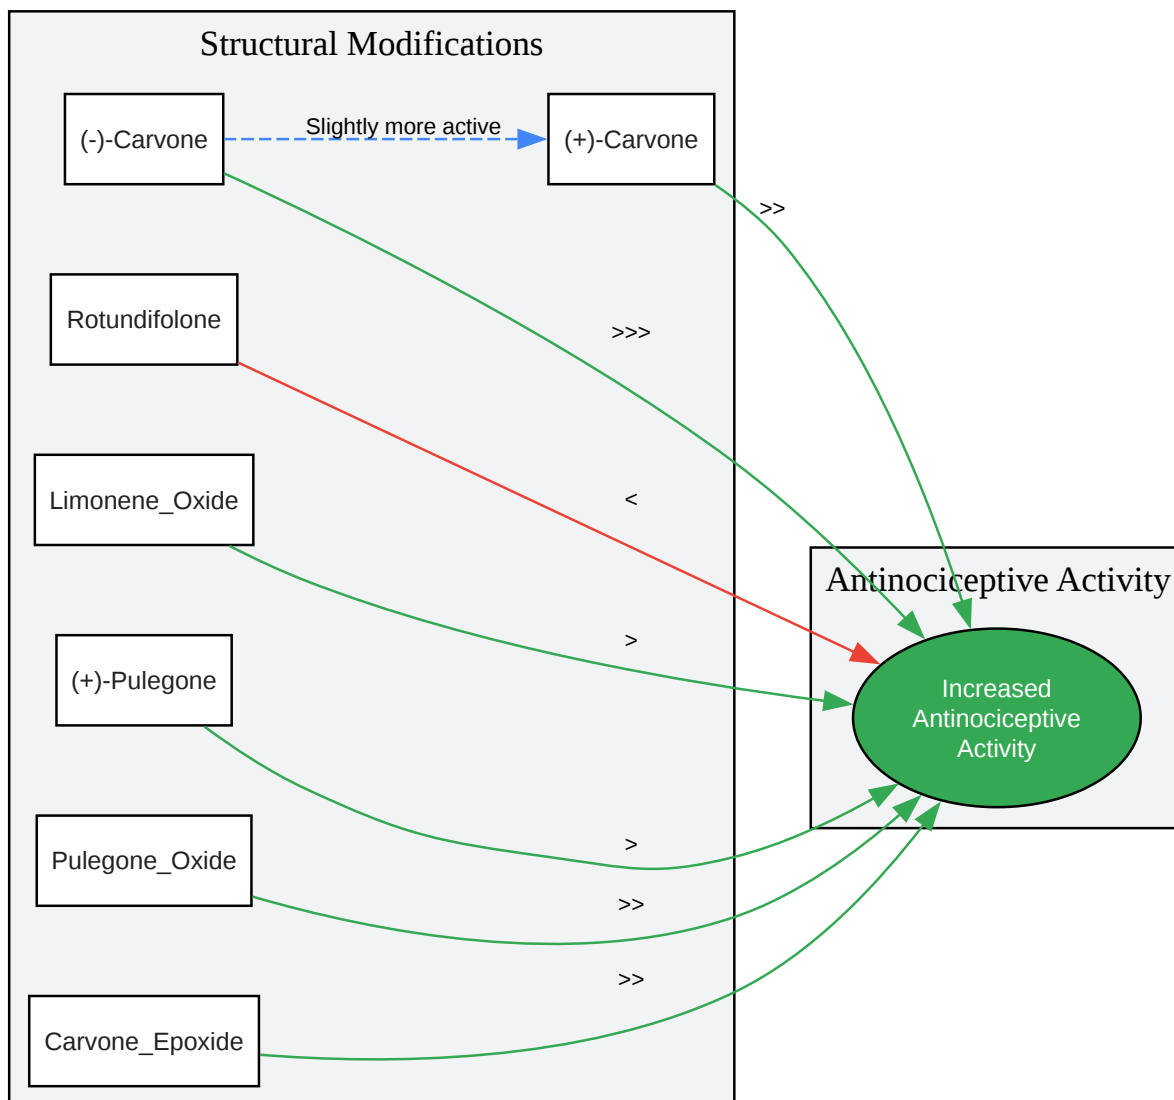 Structural Modifications
(-)-Carvone
Slightly more active
(+)-Carvone
>>
Rotundifolone
>>>
Limonene_Oxide
<
Antinociceptive Activity
(+)-Pulegone
>
Increased
Antinociceptive
Activity
Pulegone_Oxide
>
>>
Carvone_Epoxide
>>